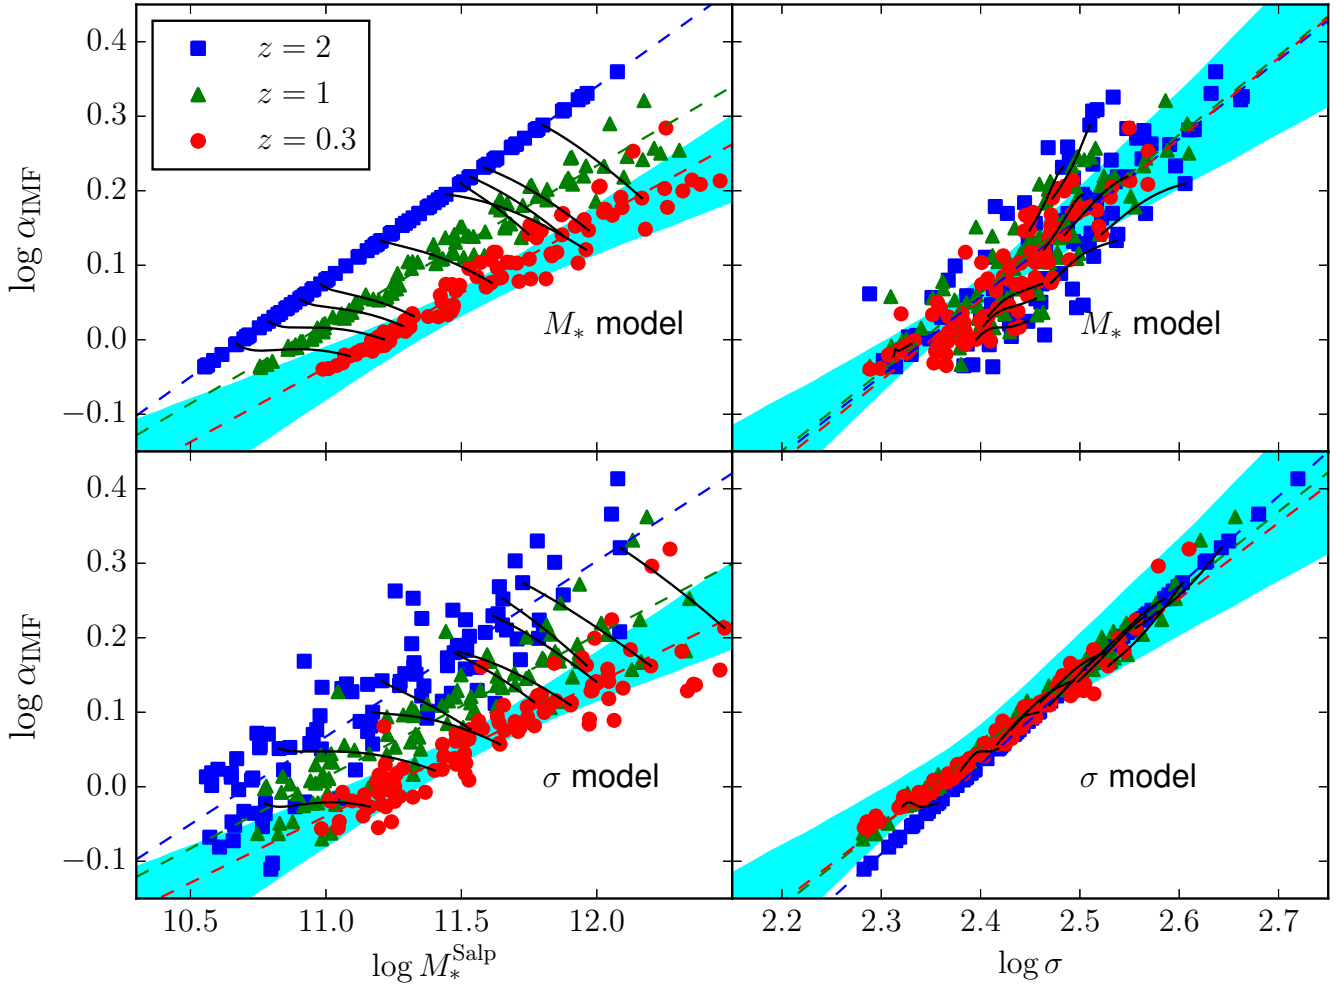 0.4
0.3
0.2
0.1
0.0
−0.1
log α_IMF
z = 2
z = 1
z = 0.3
M_* model
M_* model
0.4
0.3
0.2
0.1
0.0
−0.1
log α_IMF
σ model
σ model
10.5 11.0 11.5 12.0
2.2 2.3 2.4 2.5 2.6 2.7
log M_*^Salp
log σ